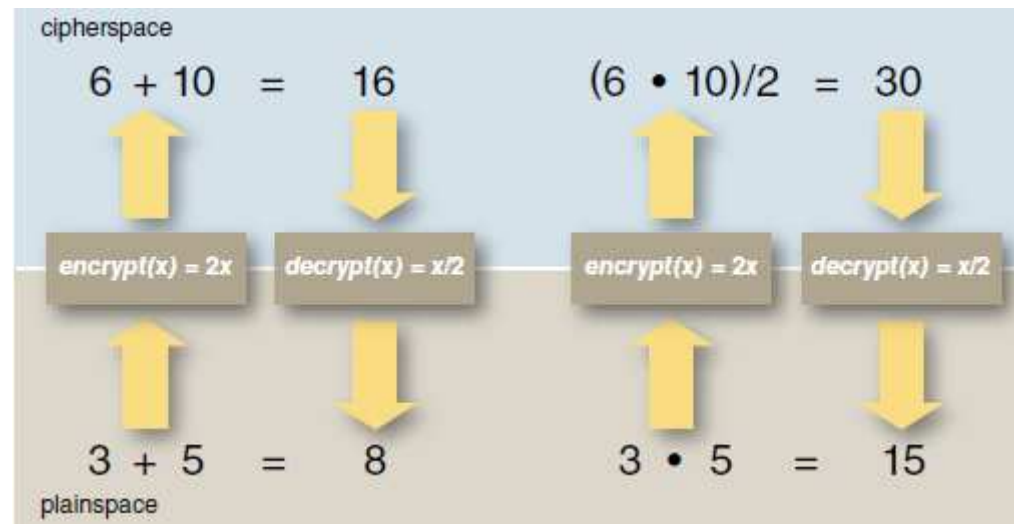 cipherspace
6 + 10 = 16 (6 • 10)/2 = 30
encrypt(x) = 2x decrypt(x) = x/2 encrypt(x) = 2x decrypt(x) = x/2
3 + 5 = 8 3 • 5 = 15
plainspace